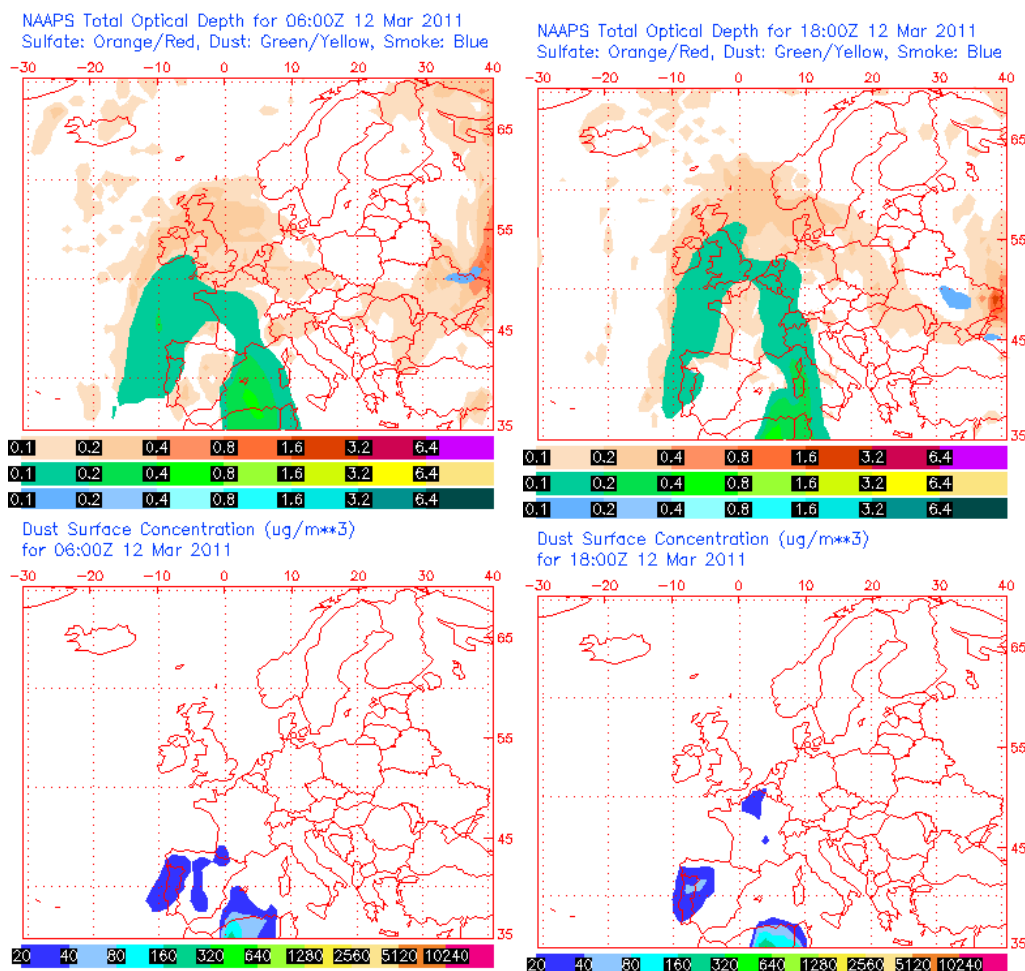 NAAPS Total Optical Depth for 06:00Z 12 Mar 2011
Sulfate: Orange/Red, Dust: Green/Yellow, Smoke: Blue
-30 -20 -10 0 10 20 30 40
65
55
45
35
0.1 0.2 0.4 0.8 1.6 3.2 6.4
0.1 0.2 0.4 0.8 1.6 3.2 6.4
0.1 0.2 0.4 0.8 1.6 3.2 6.4
NAAPS Total Optical Depth for 18:00Z 12 Mar 2011
Sulfate: Orange/Red, Dust: Green/Yellow, Smoke: Blue
-30 -20 -10 0 10 20 30 40
65
55
45
35
0.1 0.2 0.4 0.8 1.6 3.2 6.4
0.1 0.2 0.4 0.8 1.6 3.2 6.4
0.1 0.2 0.4 0.8 1.6 3.2 6.4
Dust Surface Concentration (ug/m**3)
for 06:00Z 12 Mar 2011
-30 -20 -10 0 10 20 30 40
65
55
45
35
20 40 80 160 320 640 1280 2560 5120 10240
Dust Surface Concentration (ug/m**3)
for 18:00Z 12 Mar 2011
-30 -20 -10 0 10 20 30 40
65
55
45
35
20 40 80 160 320 640 1280 2560 5120 10240